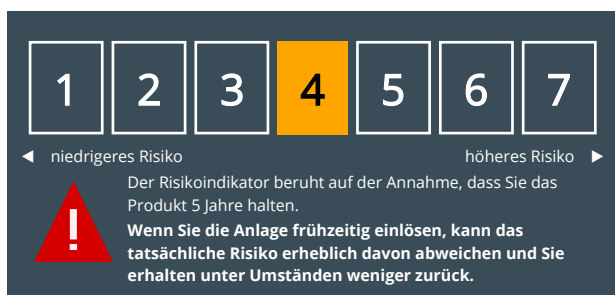 1 2 3 4 5 6 7
◄ niedrigeres Risiko höheres Risiko ►
Der Risikoindikator beruht auf der Annahme, dass Sie das
Produkt 5 Jahre halten.
Wenn Sie die Anlage frühzeitig einlösen, kann das
tatsächliche Risiko erheblich davon abweichen und Sie
erhalten unter Umständen weniger zurück.